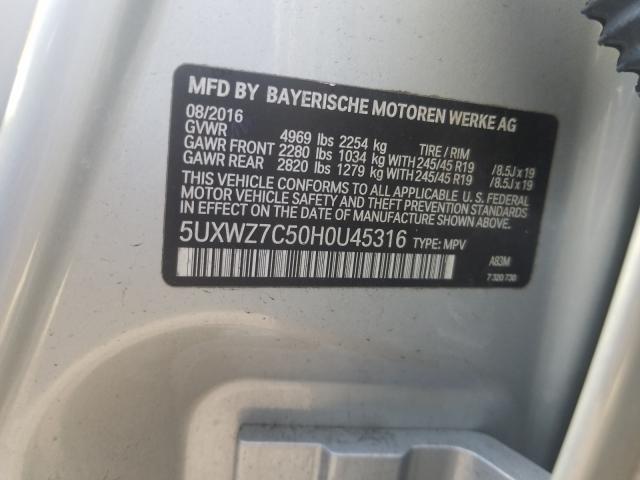 MFD BY BAYERISCHE MOTOREN WERKE AG
08/2016
GVWR 4969 lbs 2254 kg TIRE / RIM
GAWR FRONT 2280 lbs 1034 kg WITH 245/45 R19 /8.5J x 19
GAWR REAR 2820 lbs 1279 kg WITH 245/45 R19 /8.5J x 19
THIS VEHICLE CONFORMS TO ALL APPLICABLE U. S. FEDERAL
MOTOR VEHICLE SAFETY AND THEFT PREVENTION STANDARDS
IN EFFECT ON THE DATE OF MANUFACTURE SHOWN ABOVE.
5UXWZ7C50H0U45316 TYPE: MPV
A83M
7 320 730